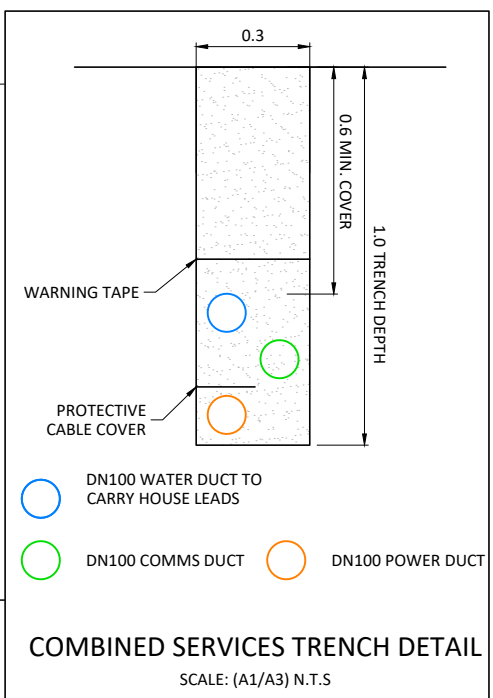 0.3
0.6 MIN. COVER
1.0 TRENCH DEPTH
WARNING TAPE
PROTECTIVE
CABLE COVER
DN100 WATER DUCT TO
CARRY HOUSE LEADS
DN100 COMMS DUCT
DN100 POWER DUCT
COMBINED SERVICES TRENCH DETAIL
SCALE: (A1/A3) N.T.S